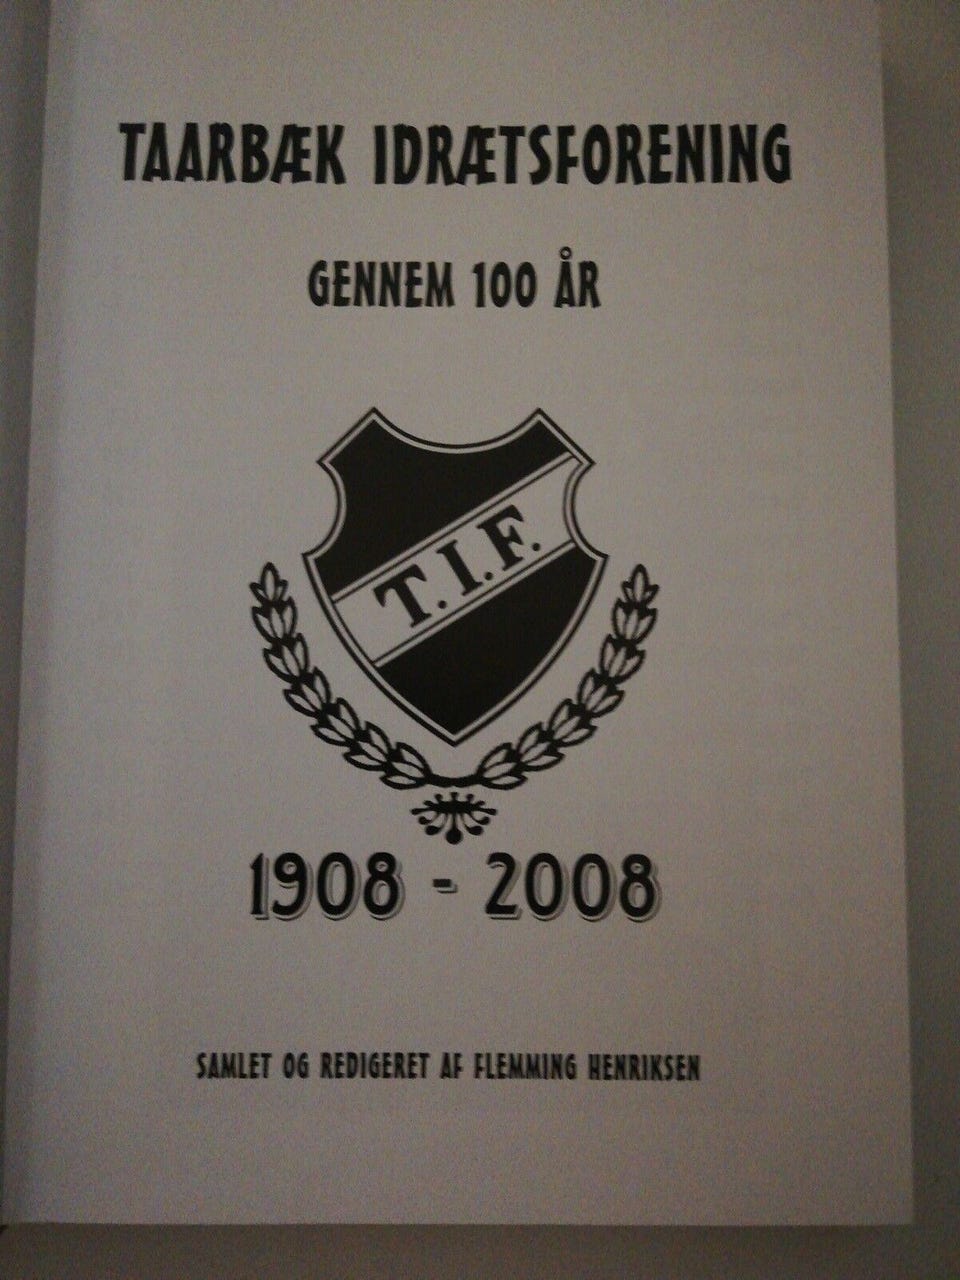 TAARBÆK IDRÆTSFORENING
GENNEM 100 ÅR
T.I.F.
1908 - 2008
SAMLET OG REDIGERET AF FLEMMING HENRIKSEN